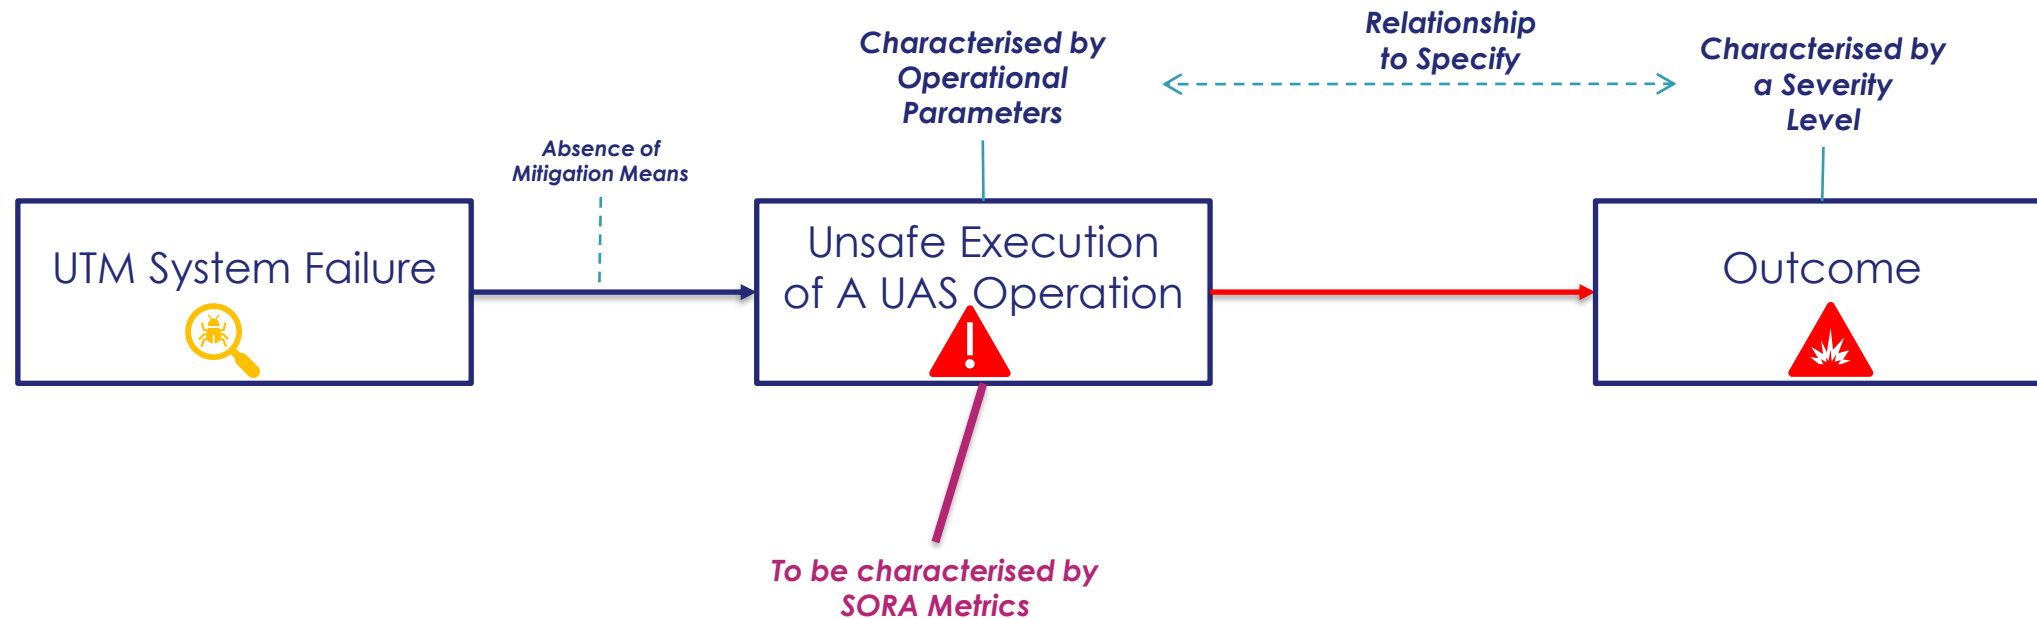 Relationship
to Specify
Characterised by
Operational
Parameters
Characterised by
a Severity
Level
Absence of
Mitigation Means
UTM System Failure
Unsafe Execution
of A UAS Operation
Outcome
To be characterised by
SORA Metrics